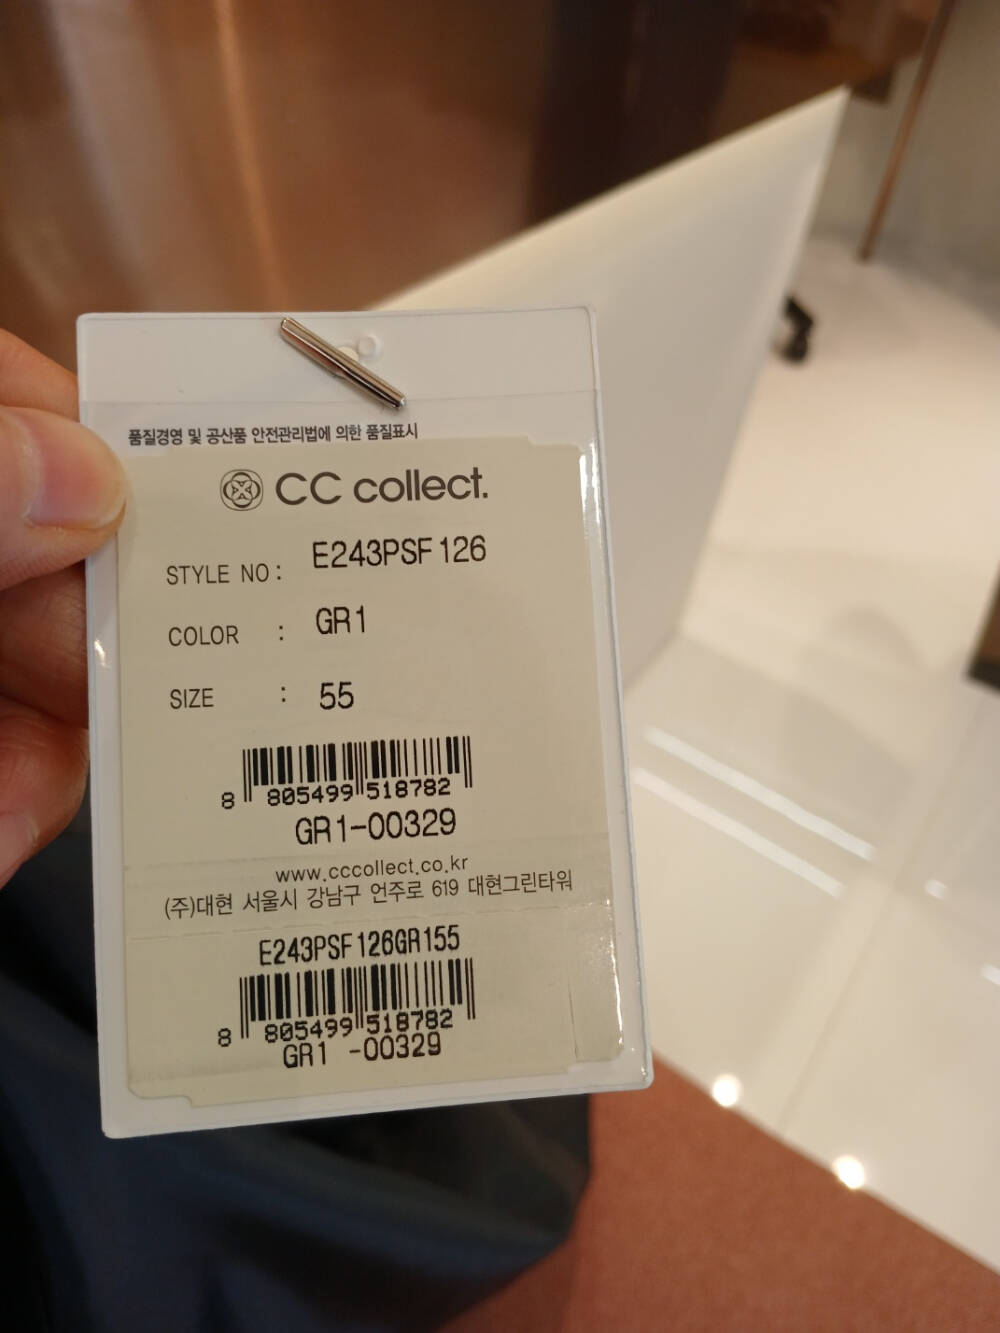 품질경영 및 공산품 안전관리법에 의한 품질표시
CC collect.
STYLE NO : E243PSF126
COLOR : GR1
SIZE : 55
8 805499 518782
GR1-00329
www.cccollect.co.kr
(주)대현 서울시 강남구 언주로 619 대현그린타워
E243PSF126GR155
8 805499 518782
GR1 -00329